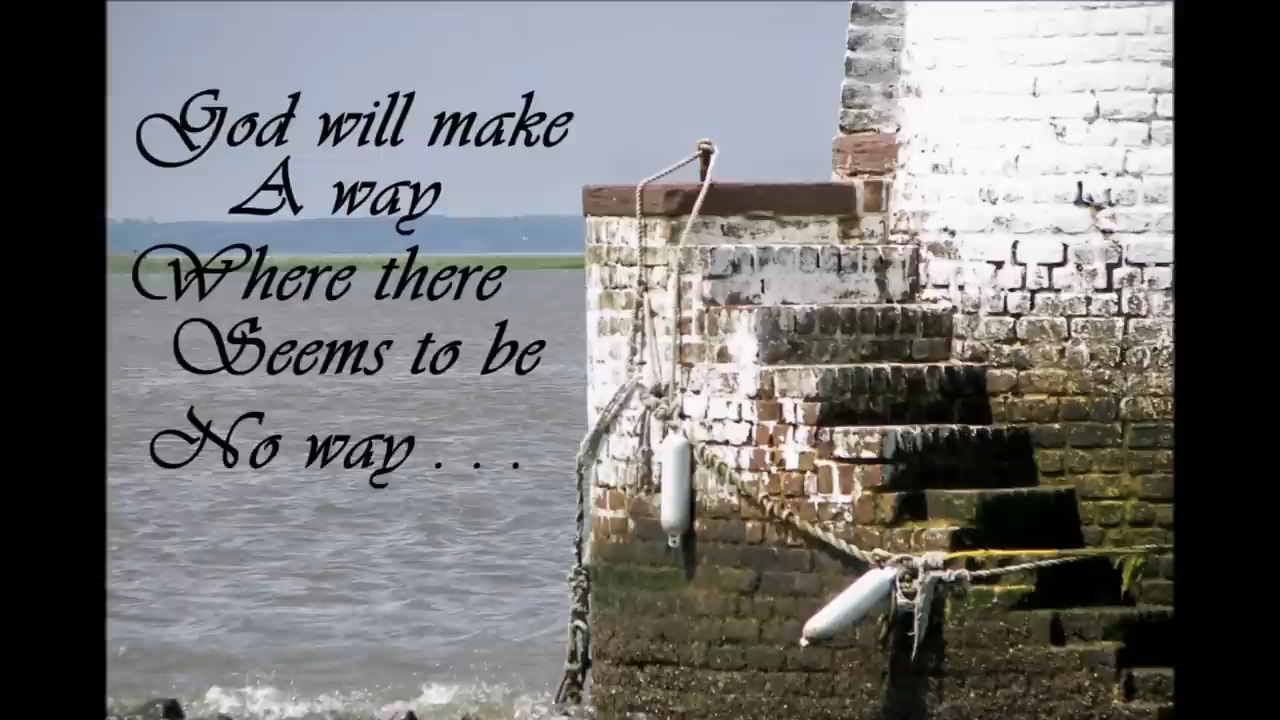 God will make
A way
Where there
Seems to be
No way . . .